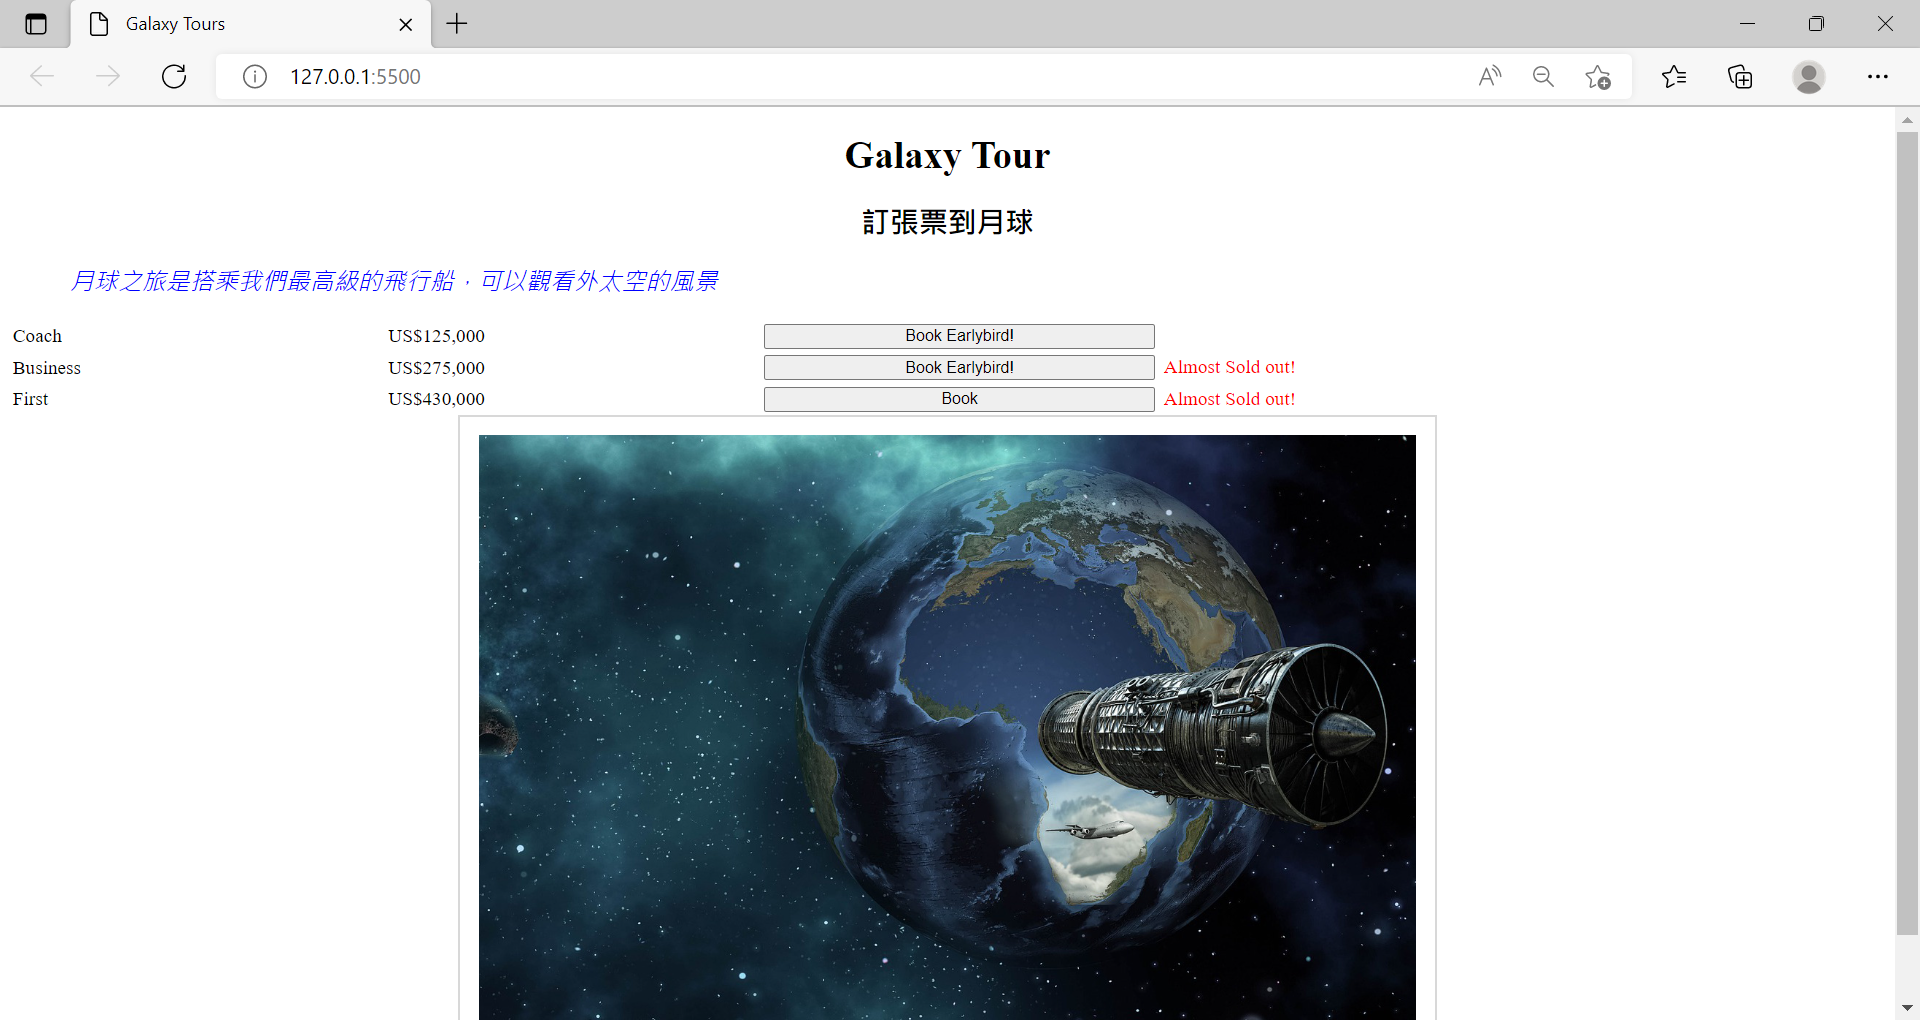 Galaxy Tours
127.0.0.1:5500
Galaxy Tour
訂張票到月球
月球之旅是搭乘我們最高級的飛行船，可以觀看外太空的風景
Coach US$125,000 Book Earlybird!
Business US$275,000 Book Earlybird! Almost Sold out!
First US$430,000 Book Almost Sold out!